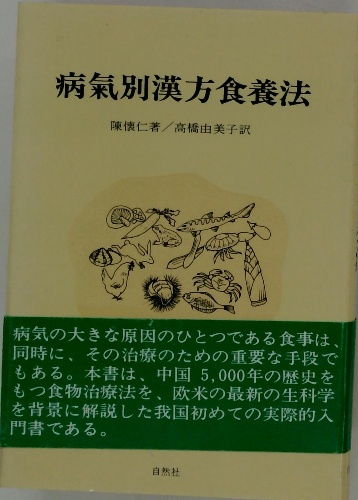 病氣別漢方食養法
陳懐仁著／高橋由美子訳
病気の大きな原因のひとつである食事は、
同時に、その治療のための重要な手段で
もある。本書は、中国5,000年の歴史を
もつ食物治療法を、欧米の最新の生科学
を背景に解説した我国初めての実際的入
門書である。
自然社